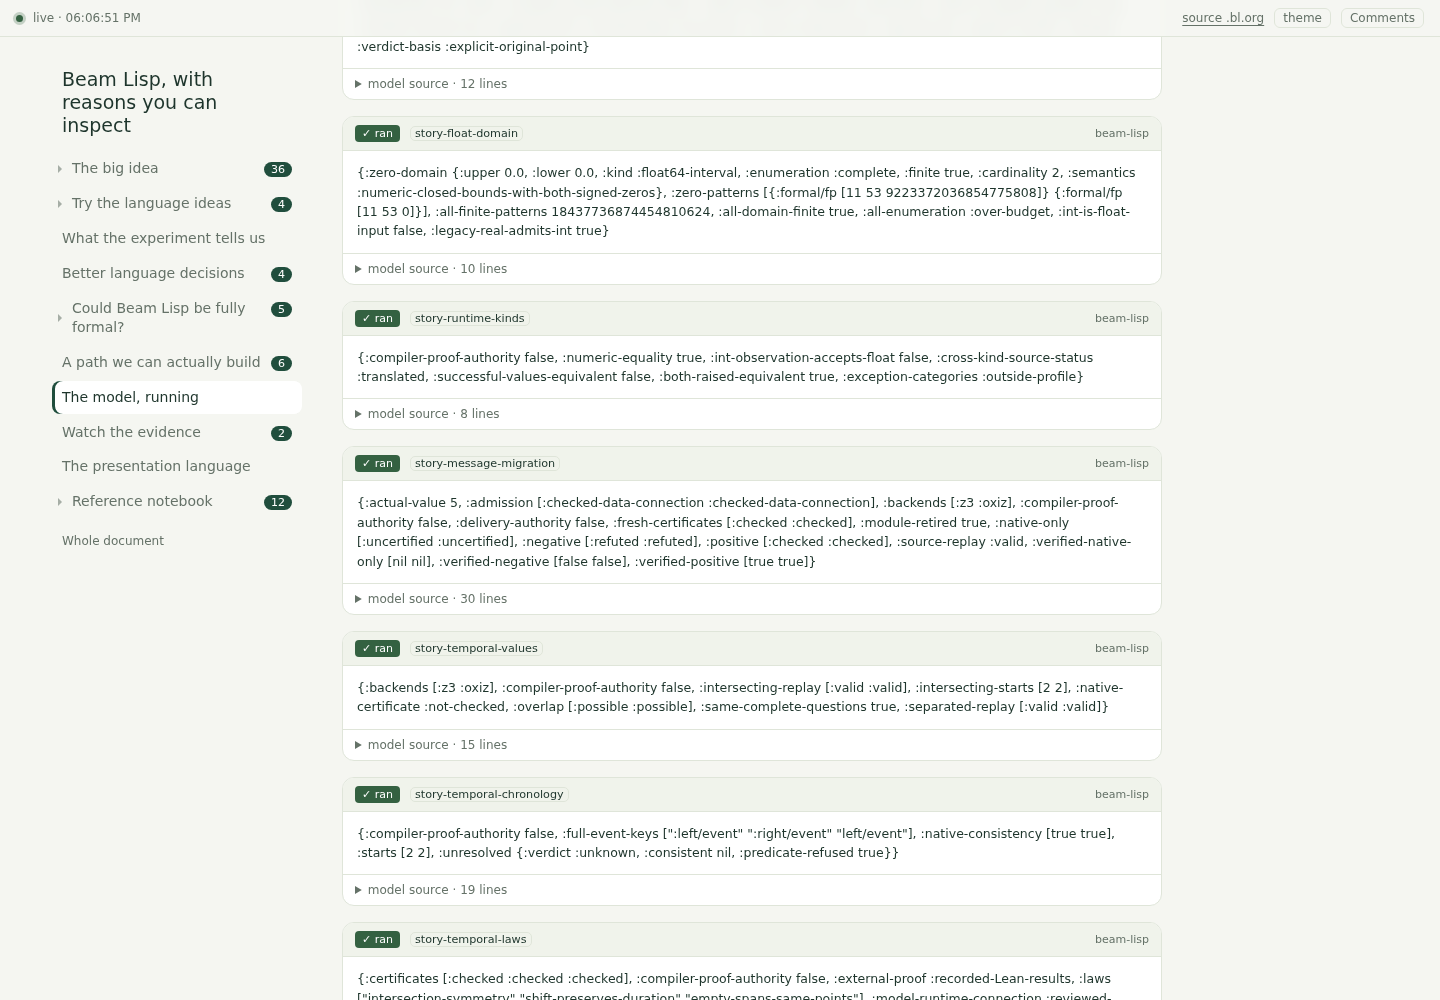 live · 06:06:51 PM
source .bl.org
theme
Comments
Beam Lisp, with
reasons you can
inspect
The big idea
36
Try the language ideas
4
What the experiment tells us
Better language decisions
4
Could Beam Lisp be fully
formal?
5
A path we can actually build
6
The model, running
Watch the evidence
2
The presentation language
Reference notebook
12
Whole document
:verdict-basis :explicit-original-point}
model source · 12 lines
✓ ran
story-float-domain
beam-lisp
{:zero-domain {:upper 0.0, :lower 0.0, :kind :float64-interval, :enumeration :complete, :finite true, :cardinality 2, :semantics
:numeric-closed-bounds-with-both-signed-zeros}, :zero-patterns [{:formal/fp [11 53 9223372036854775808]} {:formal/fp
[11 53 0]}], :all-finite-patterns 18437736874454810624, :all-domain-finite true, :all-enumeration :over-budget, :int-is-float-
input false, :legacy-real-admits-int true}
model source · 10 lines
✓ ran
story-runtime-kinds
beam-lisp
{:compiler-proof-authority false, :numeric-equality true, :int-observation-accepts-float false, :cross-kind-source-status
:translated, :successful-values-equivalent false, :both-raised-equivalent true, :exception-categories :outside-profile}
model source · 8 lines
✓ ran
story-message-migration
beam-lisp
{:actual-value 5, :admission [:checked-data-connection :checked-data-connection], :backends [:z3 :oxiz], :compiler-proof-
authority false, :delivery-authority false, :fresh-certificates [:checked :checked], :module-retired true, :native-only
[:uncertified :uncertified], :negative [:refuted :refuted], :positive [:checked :checked], :source-replay :valid, :verified-native-
only [nil nil], :verified-negative [false false], :verified-positive [true true]}
model source · 30 lines
✓ ran
story-temporal-values
beam-lisp
{:backends [:z3 :oxiz], :compiler-proof-authority false, :intersecting-replay [:valid :valid], :intersecting-starts [2 2], :native-
certificate :not-checked, :overlap [:possible :possible], :same-complete-questions true, :separated-replay [:valid :valid]}
model source · 15 lines
✓ ran
story-temporal-chronology
beam-lisp
{:compiler-proof-authority false, :full-event-keys [":left/event" ":right/event" "left/event"], :native-consistency [true true],
:starts [2 2], :unresolved {:verdict :unknown, :consistent nil, :predicate-refused true}}
model source · 19 lines
✓ ran
story-temporal-laws
beam-lisp
{:certificates [:checked :checked :checked], :compiler-proof-authority false, :external-proof :recorded-Lean-results, :laws
["intersection-symmetry" "shift-preserves-duration" "empty-spans-same-points"], :model-runtime-connection :reviewed-